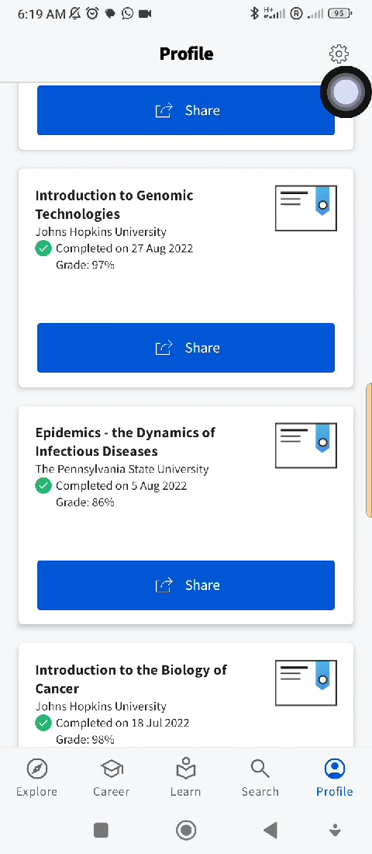 6:19 AM
H+
R
95
Profile
Share
Introduction to Genomic
Technologies
Johns Hopkins University
Completed on 27 Aug 2022
Grade: 97%
Share
Epidemics - the Dynamics of
Infectious Diseases
The Pennsylvania State University
Completed on 5 Aug 2022
Grade: 86%
Share
Introduction to the Biology of
Cancer
Johns Hopkins University
Completed on 18 Jul 2022
Grade: 98%
Explore
Career
Learn
Search
Profile